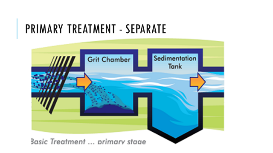 PRIMARY TREATMENT - SEPARATE
Grit Chamber
Sedimentation
Tank
Basic Treatment ... primary stage